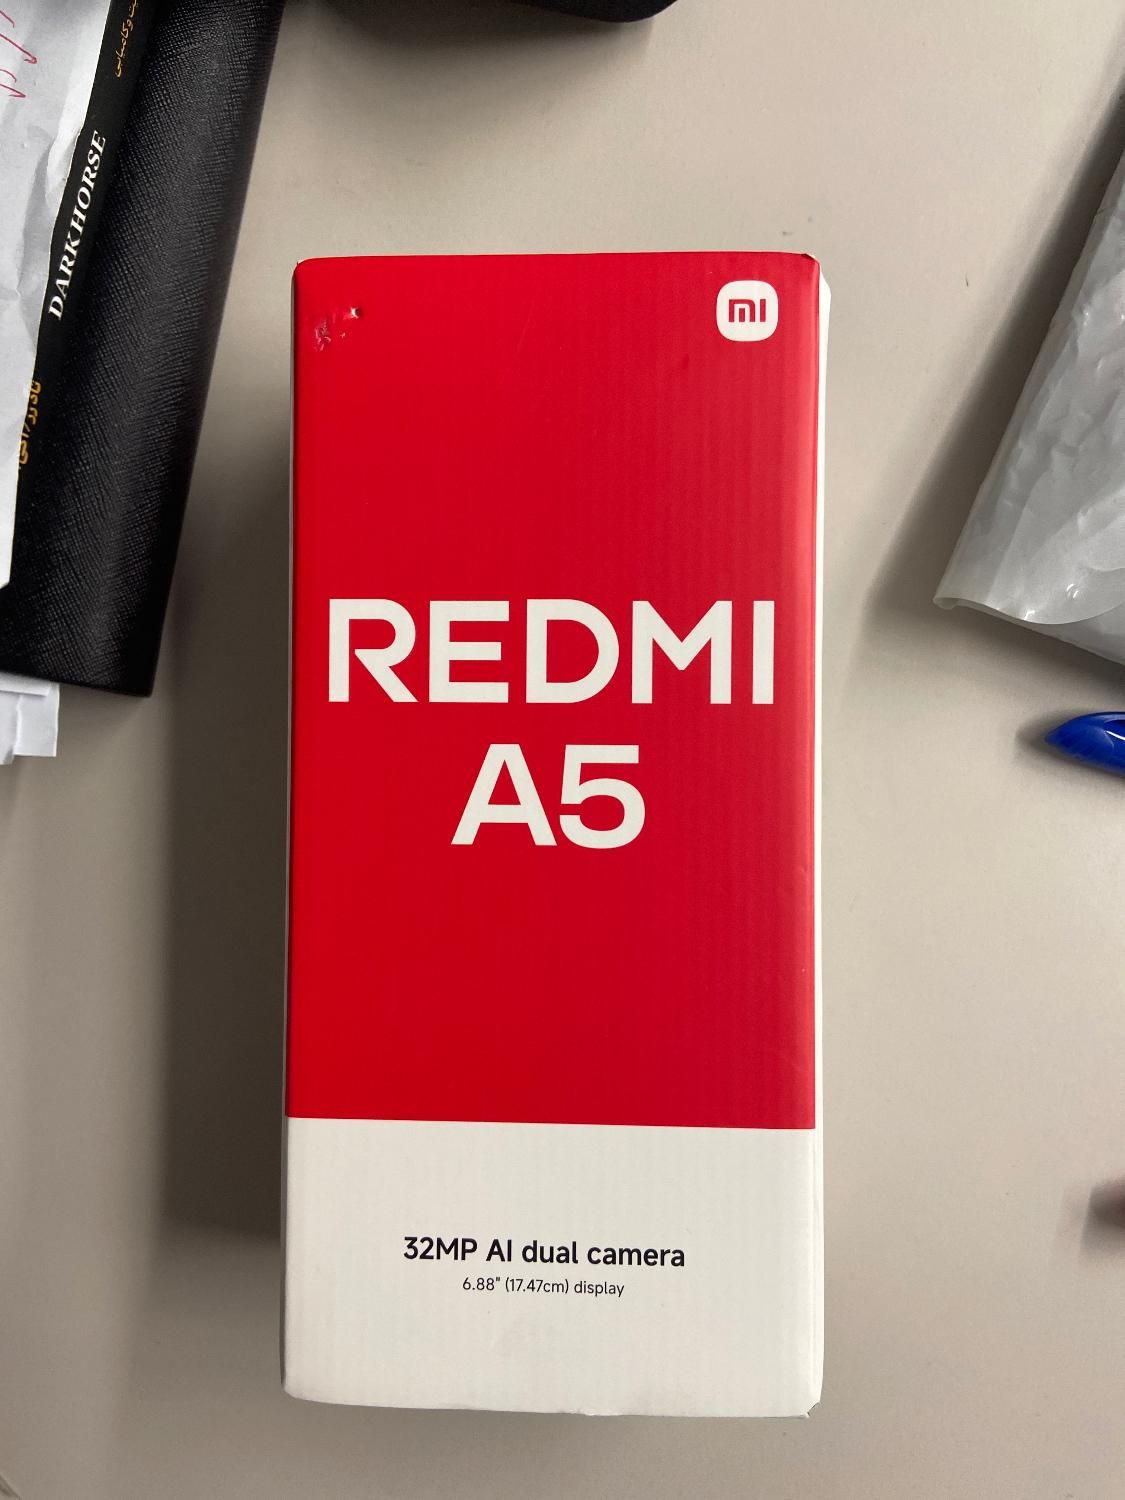 DARKHORSE
mi
REDMI
A5
32MP AI dual camera
6.88" (17.47cm) display